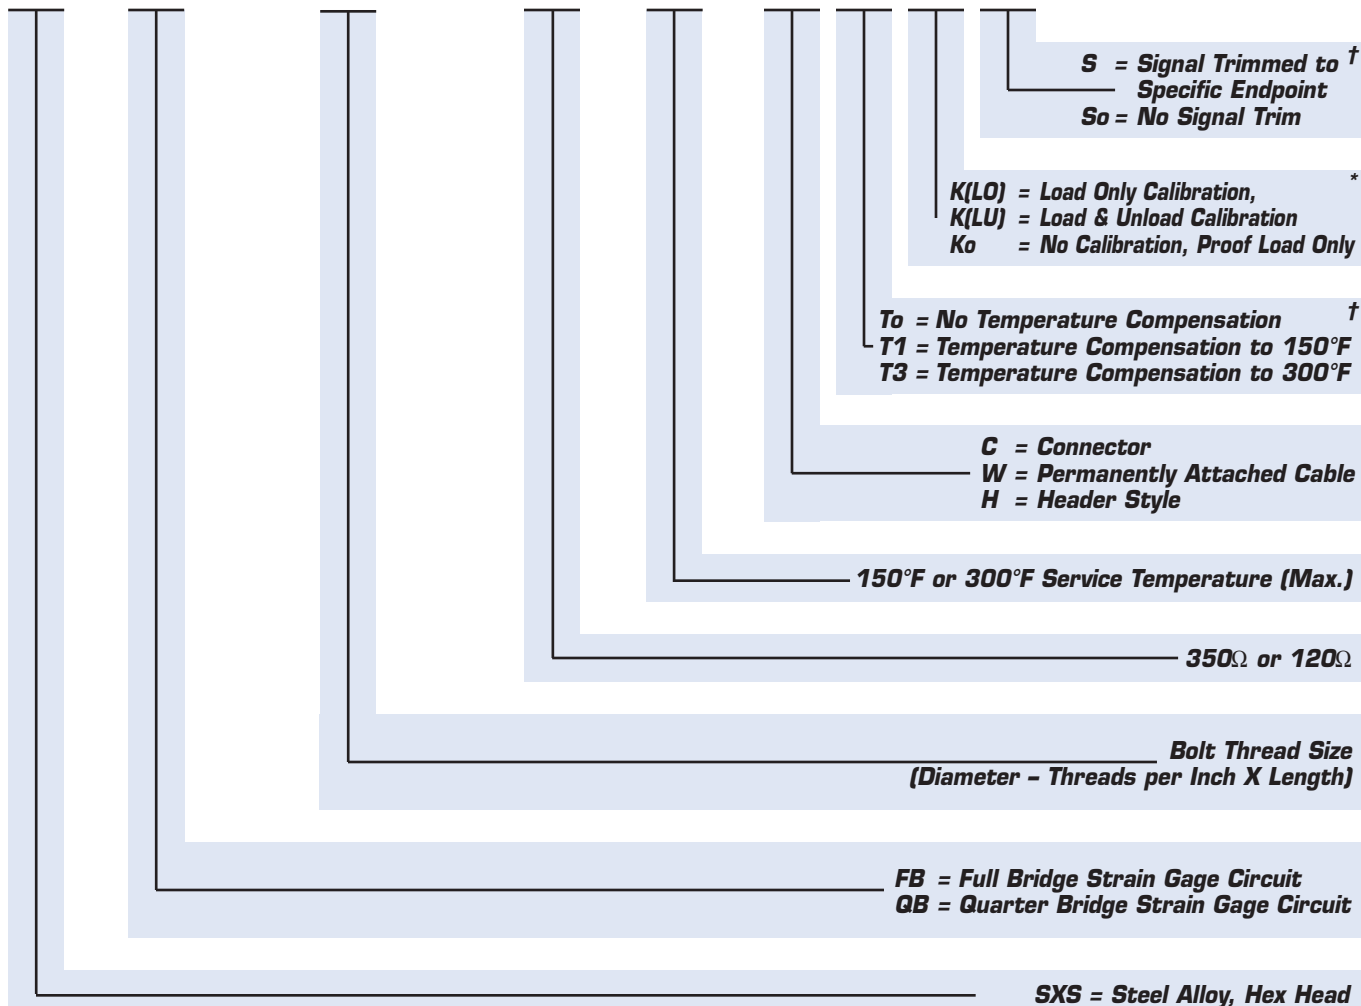 S = Signal Trimmed to †
Specific Endpoint
So = No Signal Trim
K(LO) = Load Only Calibration, *
K(LU) = Load & Unload Calibration
Ko = No Calibration, Proof Load Only
To = No Temperature Compensation †
T1 = Temperature Compensation to 150°F
T3 = Temperature Compensation to 300°F
C = Connector
W = Permanently Attached Cable
H = Header Style
150°F or 300°F Service Temperature (Max.)
350Ω or 120Ω
Bolt Thread Size
(Diameter – Threads per Inch X Length)
FB = Full Bridge Strain Gage Circuit
QB = Quarter Bridge Strain Gage Circuit
SXS = Steel Alloy, Hex Head